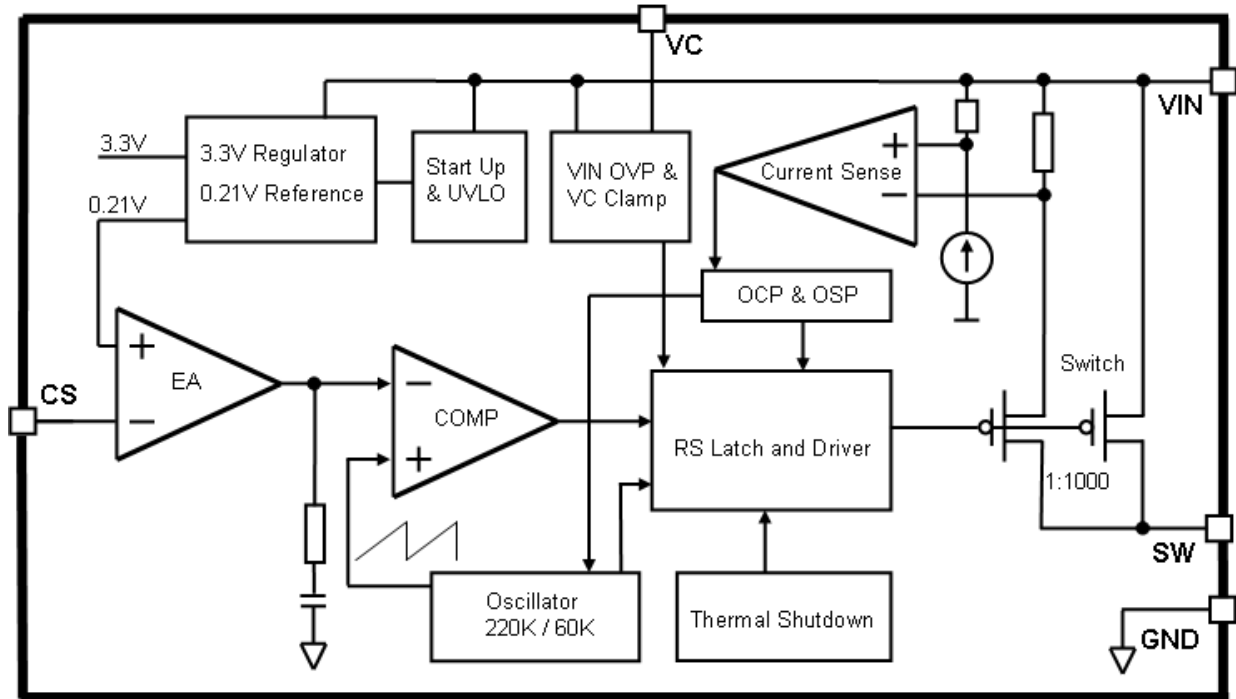 VC
VIN
3.3V
3.3V Regulator
0.21V Reference
0.21V
Start Up
& UVLO
VIN OVP &
VC Clamp
+
Current Sense
−
OCP & OSP
CS
+
EA
−
−
COMP
+
RS Latch and Driver
Switch
1:1000
SW
Oscillator
220K / 60K
Thermal Shutdown
GND